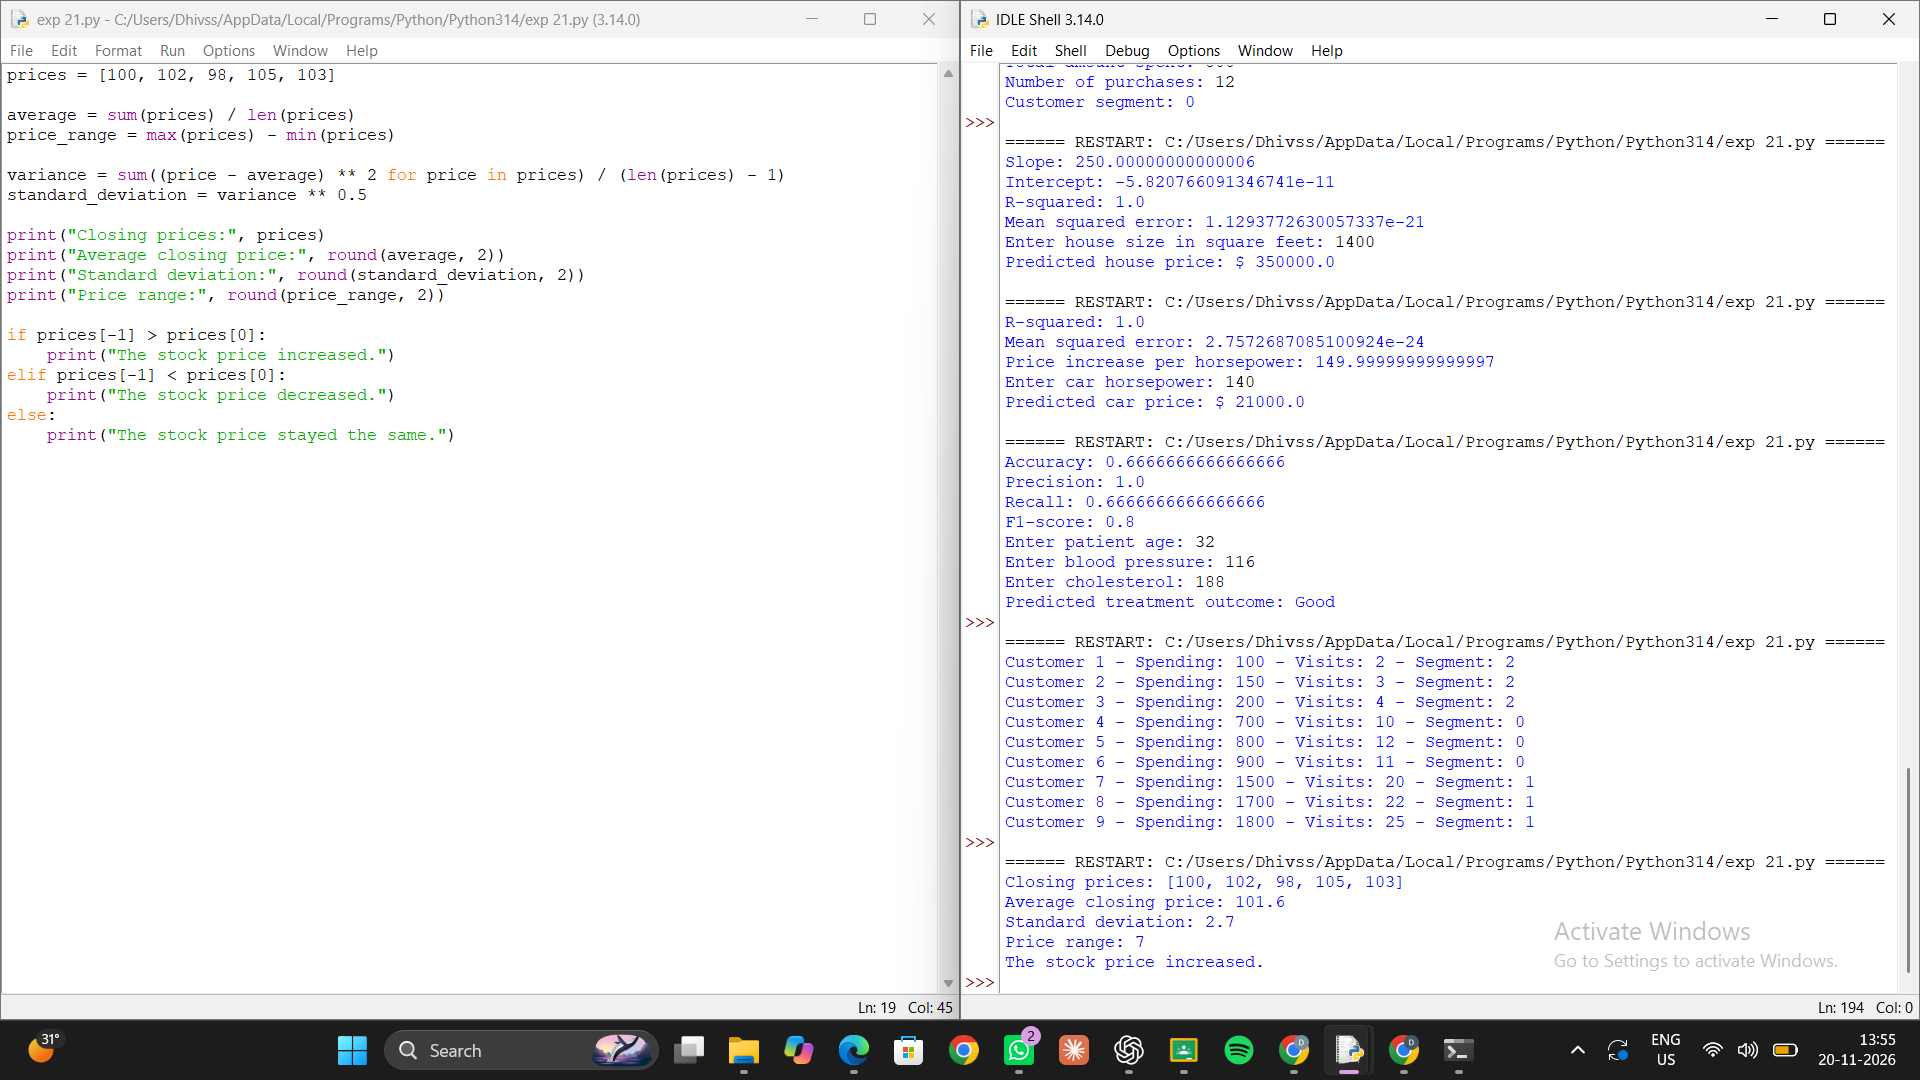 exp 21.py - C:/Users/Dhivss/AppData/Local/Programs/Python/Python314/exp 21.py (3.14.0)
File Edit Format Run Options Window Help
prices = [100, 102, 98, 105, 103]
average = sum(prices) / len(prices)
price_range = max(prices) - min(prices)
variance = sum((price - average) ** 2 for price in prices) / (len(prices) - 1)
standard_deviation = variance ** 0.5
print("Closing prices:", prices)
print("Average closing price:", round(average, 2))
print("Standard deviation:", round(standard_deviation, 2))
print("Price range:", round(price_range, 2))
if prices[-1] > prices[0]:
    print("The stock price increased.")
elif prices[-1] < prices[0]:
    print("The stock price decreased.")
else:
    print("The stock price stayed the same.")
Ln: 19 Col: 45
IDLE Shell 3.14.0
File Edit Shell Debug Options Window Help
Number of purchases: 12
Customer segment: 0
>>>
====== RESTART: C:/Users/Dhivss/AppData/Local/Programs/Python/Python314/exp 21.py ======
Slope: 250.00000000000006
Intercept: -5.820766091346741e-11
R-squared: 1.0
Mean squared error: 1.1293772630057337e-21
Enter house size in square feet: 1400
Predicted house price: $ 350000.0
====== RESTART: C:/Users/Dhivss/AppData/Local/Programs/Python/Python314/exp 21.py ======
R-squared: 1.0
Mean squared error: 2.7572687085100924e-24
Price increase per horsepower: 149.99999999999997
Enter car horsepower: 140
Predicted car price: $ 21000.0
====== RESTART: C:/Users/Dhivss/AppData/Local/Programs/Python/Python314/exp 21.py ======
Accuracy: 0.6666666666666666
Precision: 1.0
Recall: 0.6666666666666666
F1-score: 0.8
Enter patient age: 32
Enter blood pressure: 116
Enter cholesterol: 188
Predicted treatment outcome: Good
>>>
====== RESTART: C:/Users/Dhivss/AppData/Local/Programs/Python/Python314/exp 21.py ======
Customer 1 - Spending: 100 - Visits: 2 - Segment: 2
Customer 2 - Spending: 150 - Visits: 3 - Segment: 2
Customer 3 - Spending: 200 - Visits: 4 - Segment: 2
Customer 4 - Spending: 700 - Visits: 10 - Segment: 0
Customer 5 - Spending: 800 - Visits: 12 - Segment: 0
Customer 6 - Spending: 900 - Visits: 11 - Segment: 0
Customer 7 - Spending: 1500 - Visits: 20 - Segment: 1
Customer 8 - Spending: 1700 - Visits: 22 - Segment: 1
Customer 9 - Spending: 1800 - Visits: 25 - Segment: 1
>>>
====== RESTART: C:/Users/Dhivss/AppData/Local/Programs/Python/Python314/exp 21.py ======
Closing prices: [100, 102, 98, 105, 103]
Average closing price: 101.6
Standard deviation: 2.7
Price range: 7
The stock price increased.
>>>
Activate Windows
Go to Settings to activate Windows.
Ln: 194 Col: 0
31°
Search
2
ENG
US
13:55
20-11-2026